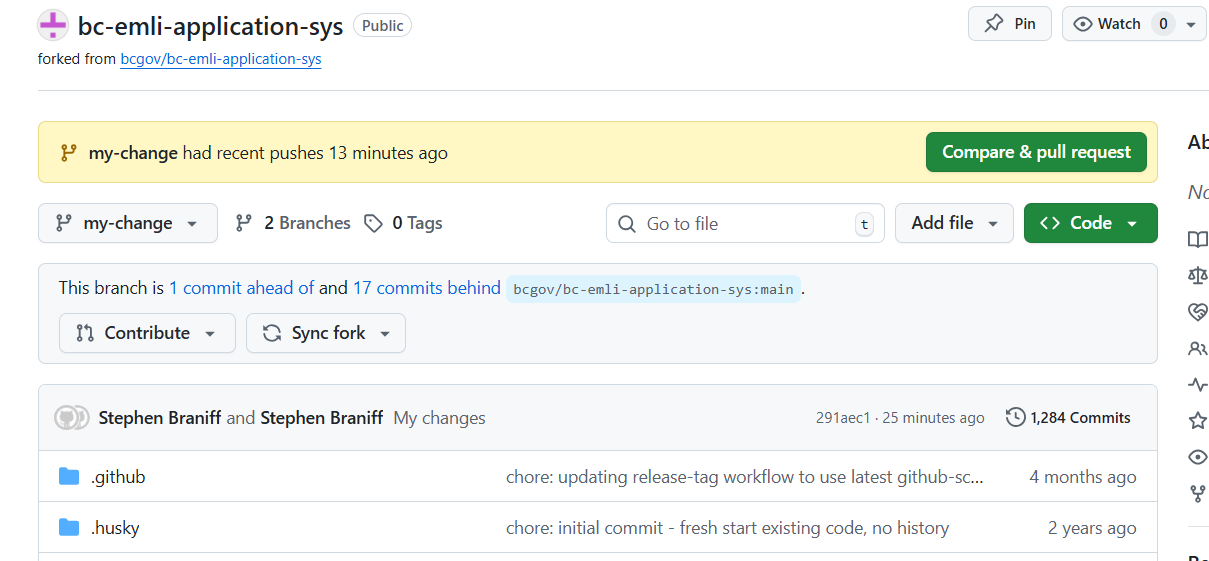 bc-emli-application-sys Public Pin Watch 0
forked from bcgov/bc-emli-application-sys
my-change had recent pushes 13 minutes ago Compare & pull request
my-change 2 Branches 0 Tags Go to file t Add file Code
This branch is 1 commit ahead of and 17 commits behind bcgov/bc-emli-application-sys:main .
Contribute Sync fork
Stephen Braniff and Stephen Braniff My changes 291aec1 · 25 minutes ago 1,284 Commits
.github chore: updating release-tag workflow to use latest github-sc... 4 months ago
.husky chore: initial commit - fresh start existing code, no history 2 years ago